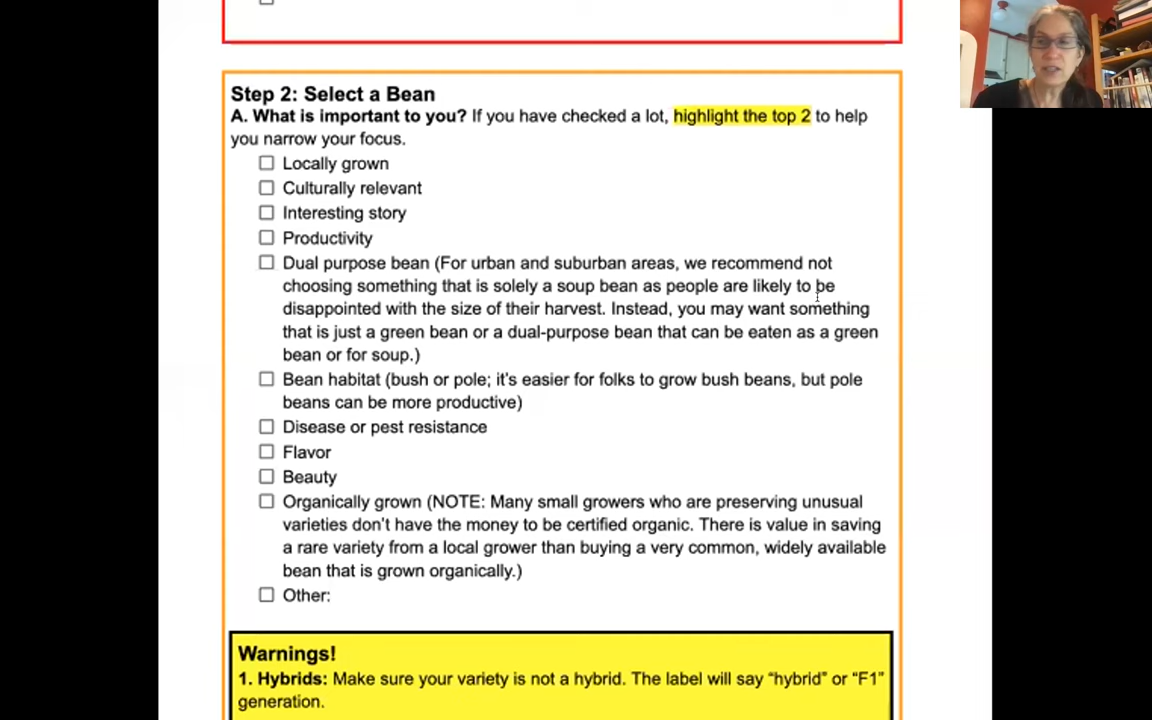 Step 2: Select a Bean
A. What is important to you? If you have checked a lot, highlight the top 2 to help
you narrow your focus.
Locally grown
Culturally relevant
Interesting story
Productivity
Dual purpose bean (For urban and suburban areas, we recommend not
choosing something that is solely a soup bean as people are likely to be
disappointed with the size of their harvest. Instead, you may want something
that is just a green bean or a dual-purpose bean that can be eaten as a green
bean or for soup.)
Bean habitat (bush or pole; it's easier for folks to grow bush beans, but pole
beans can be more productive)
Disease or pest resistance
Flavor
Beauty
Organically grown (NOTE: Many small growers who are preserving unusual
varieties don't have the money to be certified organic. There is value in saving
a rare variety from a local grower than buying a very common, widely available
bean that is grown organically.)
Other:
Warnings!
1. Hybrids: Make sure your variety is not a hybrid. The label will say “hybrid” or “F1”
generation.